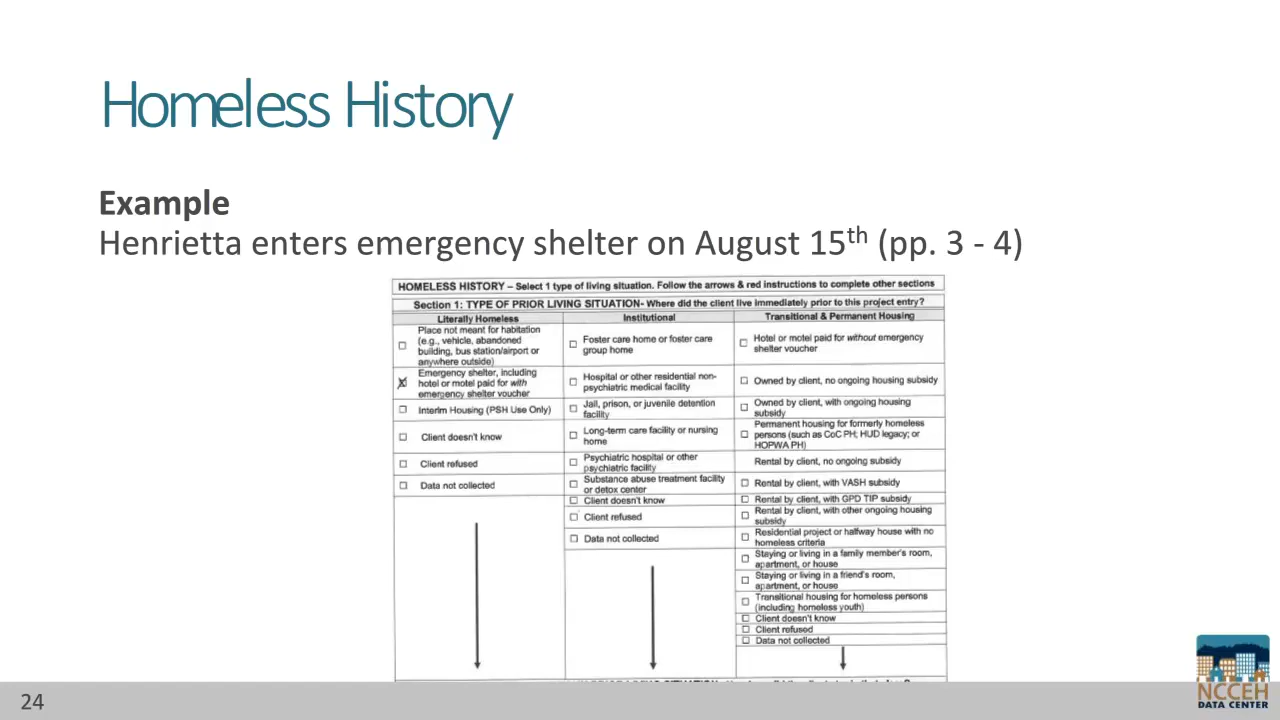 Homeless History
Example
Henrietta enters emergency shelter on August 15th (pp. 3 - 4)
HOMELESS HISTORY – Select 1 type of living situation. Follow the arrows & red instructions to complete other sections
Section 1: TYPE OF PRIOR LIVING SITUATION- Where did the client live immediately prior to this project entry?
Literally Homeless
Place not meant for habitation
(e.g., vehicle, abandoned
building, bus station/airport or
anywhere outside)
Emergency shelter, including
hotel or motel paid for with
emergency shelter voucher
Interim Housing (PSH Use Only)
Client doesn't know
Client refused
Data not collected
Institutional
Foster care home or foster care
group home
Hospital or other residential non-
psychiatric medical facility
Jail, prison, or juvenile detention
facility
Long-term care facility or nursing
home
Psychiatric hospital or other
psychiatric facility
Substance abuse treatment facility
or detox center
Client doesn't know
Client refused
Data not collected
Transitional & Permanent Housing
Hotel or motel paid for without emergency
shelter voucher
Owned by client, no ongoing housing subsidy
Owned by client, with ongoing housing
subsidy
Permanent housing for formerly homeless
persons (such as CoC PH; HUD legacy; or
HOPWA PH)
Rental by client, no ongoing subsidy
Rental by client, with VASH subsidy
Rental by client, with GPD TIP subsidy
Rental by client, with other ongoing housing
subsidy
Residential project or halfway house with no
homeless criteria
Staying or living in a family member's room,
apartment, or house
Staying or living in a friend's room,
apartment, or house
Transitional housing for homeless persons
(including homeless youth)
Client doesn't know
Client refused
Data not collected
24
NCCEH
DATA CENTER